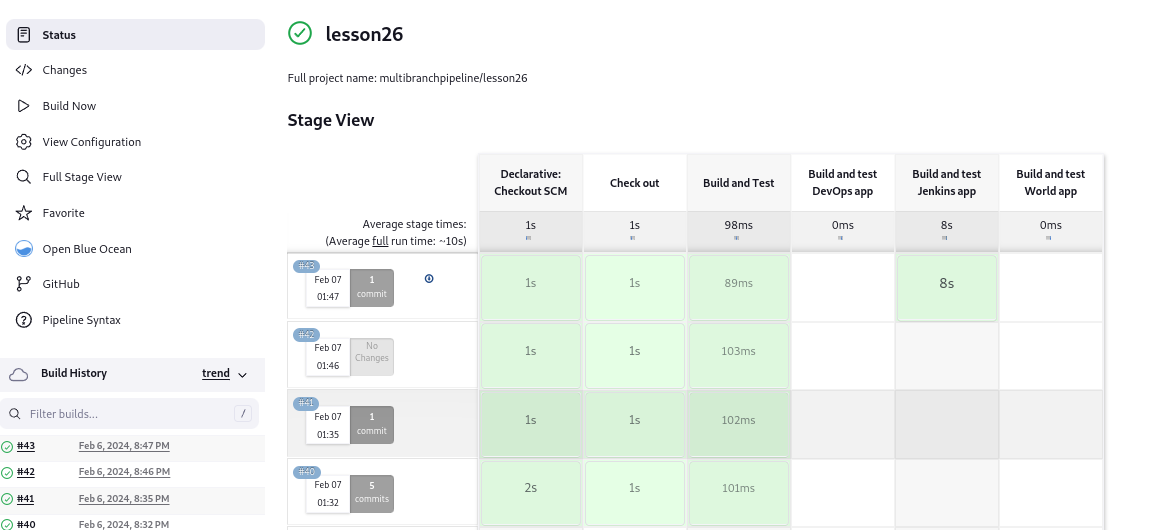 Status
Changes
Build Now
View Configuration
Full Stage View
Favorite
Open Blue Ocean
GitHub
Pipeline Syntax
Build History
trend
Filter builds...
/
#43 Feb 6, 2024, 8:47 PM
#42 Feb 6, 2024, 8:46 PM
#41 Feb 6, 2024, 8:35 PM
#40 Feb 6, 2024, 8:32 PM
lesson26
Full project name: multibranchpipeline/lesson26
Stage View
Declarative: Checkout SCM
Check out
Build and Test
Build and test DevOps app
Build and test Jenkins app
Build and test World app
Average stage times:
(Average full run time: ~10s)
1s 1s 98ms 0ms 8s 0ms
#43
Feb 07
01:47
1
commit
1s 1s 89ms 8s
#42
Feb 07
01:46
No
Changes
1s 1s 103ms
#41
Feb 07
01:35
1
commit
1s 1s 102ms
#40
Feb 07
01:32
5
commits
2s 1s 101ms